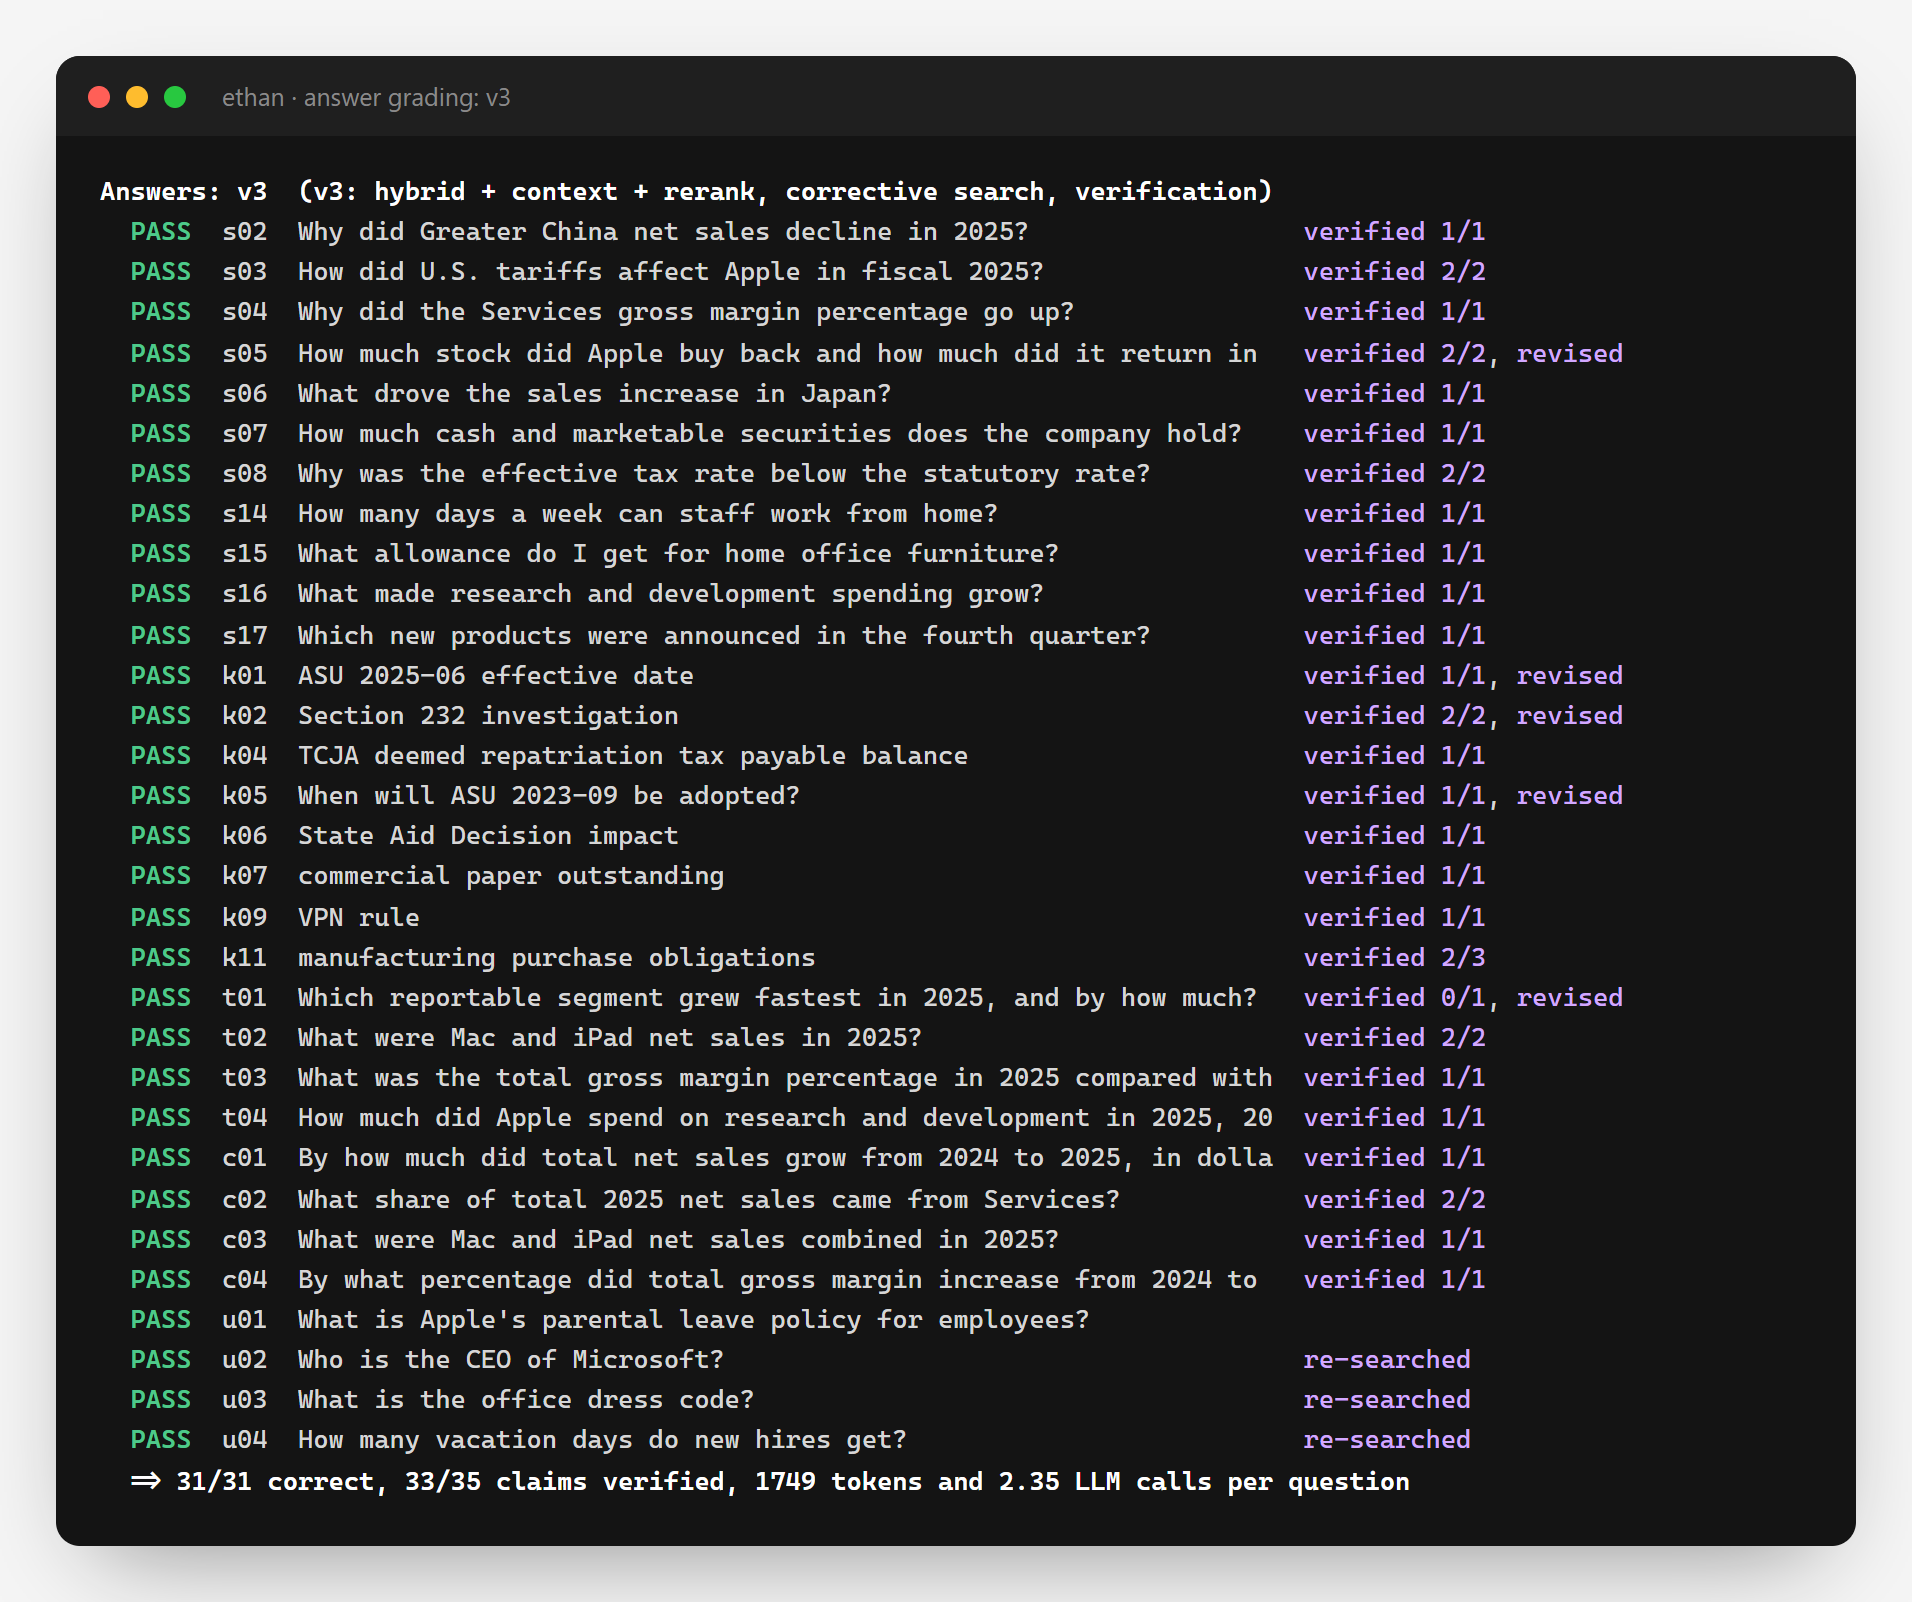 ethan · answer grading: v3
Answers: v3  (v3: hybrid + context + rerank, corrective search, verification)
PASS  s02  Why did Greater China net sales decline in 2025?  verified 1/1
PASS  s03  How did U.S. tariffs affect Apple in fiscal 2025?  verified 2/2
PASS  s04  Why did the Services gross margin percentage go up?  verified 1/1
PASS  s05  How much stock did Apple buy back and how much did it return in  verified 2/2, revised
PASS  s06  What drove the sales increase in Japan?  verified 1/1
PASS  s07  How much cash and marketable securities does the company hold?  verified 1/1
PASS  s08  Why was the effective tax rate below the statutory rate?  verified 2/2
PASS  s14  How many days a week can staff work from home?  verified 1/1
PASS  s15  What allowance do I get for home office furniture?  verified 1/1
PASS  s16  What made research and development spending grow?  verified 1/1
PASS  s17  Which new products were announced in the fourth quarter?  verified 1/1
PASS  k01  ASU 2025-06 effective date  verified 1/1, revised
PASS  k02  Section 232 investigation  verified 2/2, revised
PASS  k04  TCJA deemed repatriation tax payable balance  verified 1/1
PASS  k05  When will ASU 2023-09 be adopted?  verified 1/1, revised
PASS  k06  State Aid Decision impact  verified 1/1
PASS  k07  commercial paper outstanding  verified 1/1
PASS  k09  VPN rule  verified 1/1
PASS  k11  manufacturing purchase obligations  verified 2/3
PASS  t01  Which reportable segment grew fastest in 2025, and by how much?  verified 0/1, revised
PASS  t02  What were Mac and iPad net sales in 2025?  verified 2/2
PASS  t03  What was the total gross margin percentage in 2025 compared with  verified 1/1
PASS  t04  How much did Apple spend on research and development in 2025, 20  verified 1/1
PASS  c01  By how much did total net sales grow from 2024 to 2025, in dolla  verified 1/1
PASS  c02  What share of total 2025 net sales came from Services?  verified 2/2
PASS  c03  What were Mac and iPad net sales combined in 2025?  verified 1/1
PASS  c04  By what percentage did total gross margin increase from 2024 to  verified 1/1
PASS  u01  What is Apple's parental leave policy for employees?
PASS  u02  Who is the CEO of Microsoft?  re-searched
PASS  u03  What is the office dress code?  re-searched
PASS  u04  How many vacation days do new hires get?  re-searched
=> 31/31 correct, 33/35 claims verified, 1749 tokens and 2.35 LLM calls per question